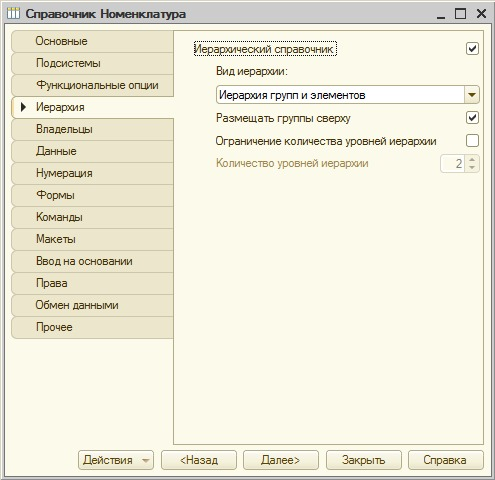 Справочник Номенклатура
Основные
Подсистемы
Функциональные опции
Иерархия
Владельцы
Данные
Нумерация
Формы
Команды
Макеты
Ввод на основании
Права
Обмен данными
Прочее
Иерархический справочник
Вид иерархии:
Иерархия групп и элементов
Размещать группы сверху
Ограничение количества уровней иерархии
Количество уровней иерархии 2
Действия <Назад Далее> Закрыть Справка